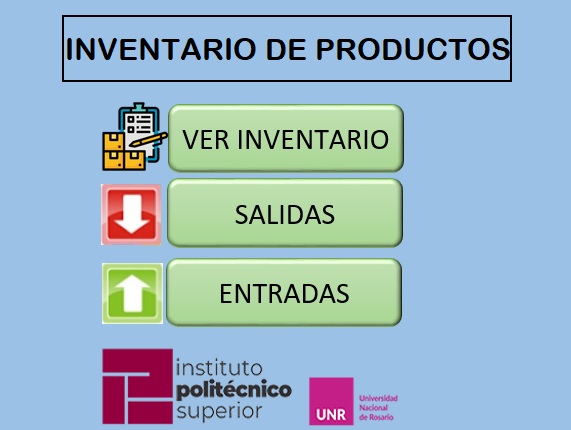 INVENTARIO DE PRODUCTOS
VER INVENTARIO
SALIDAS
ENTRADAS
instituto
politécnico
superior
UNR
Universidad
Nacional
de Rosario